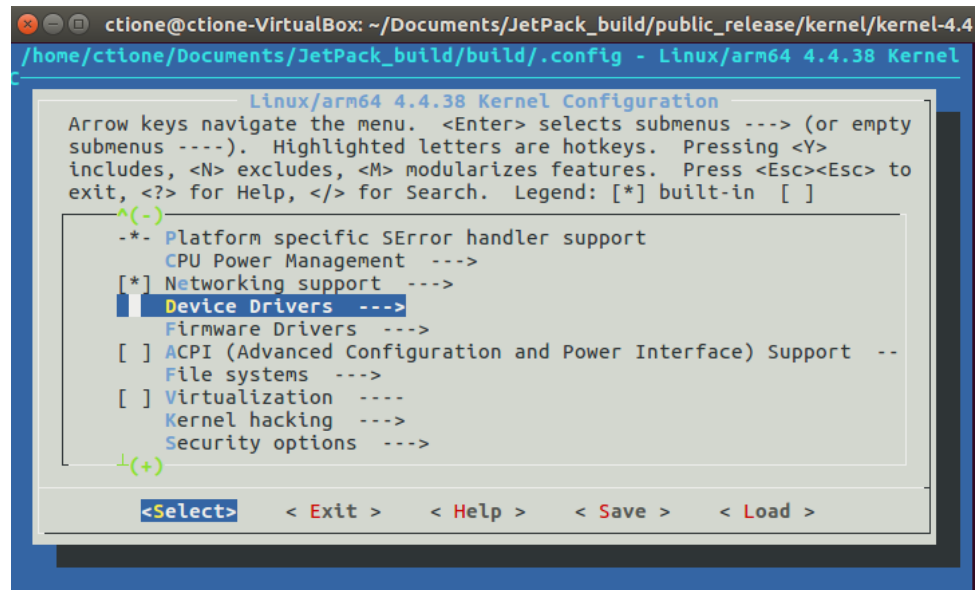 ctione@ctione-VirtualBox: ~/Documents/JetPack_build/public_release/kernel/kernel-4.4
/home/ctione/Documents/JetPack_build/build/.config - Linux/arm64 4.4.38 Kernel
C
Linux/arm64 4.4.38 Kernel Configuration
Arrow keys navigate the menu.  <Enter> selects submenus ---> (or empty
submenus ----).  Highlighted letters are hotkeys.  Pressing <Y>
includes, <N> excludes, <M> modularizes features.  Press <Esc><Esc> to
exit, <?> for Help, </> for Search.  Legend: [*] built-in  [ ]
^(-)
-*- Platform specific SError handler support
CPU Power Management  --->
[*] Networking support  --->
Device Drivers  --->
Firmware Drivers  --->
[ ] ACPI (Advanced Configuration and Power Interface) Support  --
File systems  --->
[ ] Virtualization  ----
Kernel hacking  --->
Security options  --->
(+)
<Select>    < Exit >    < Help >    < Save >    < Load >